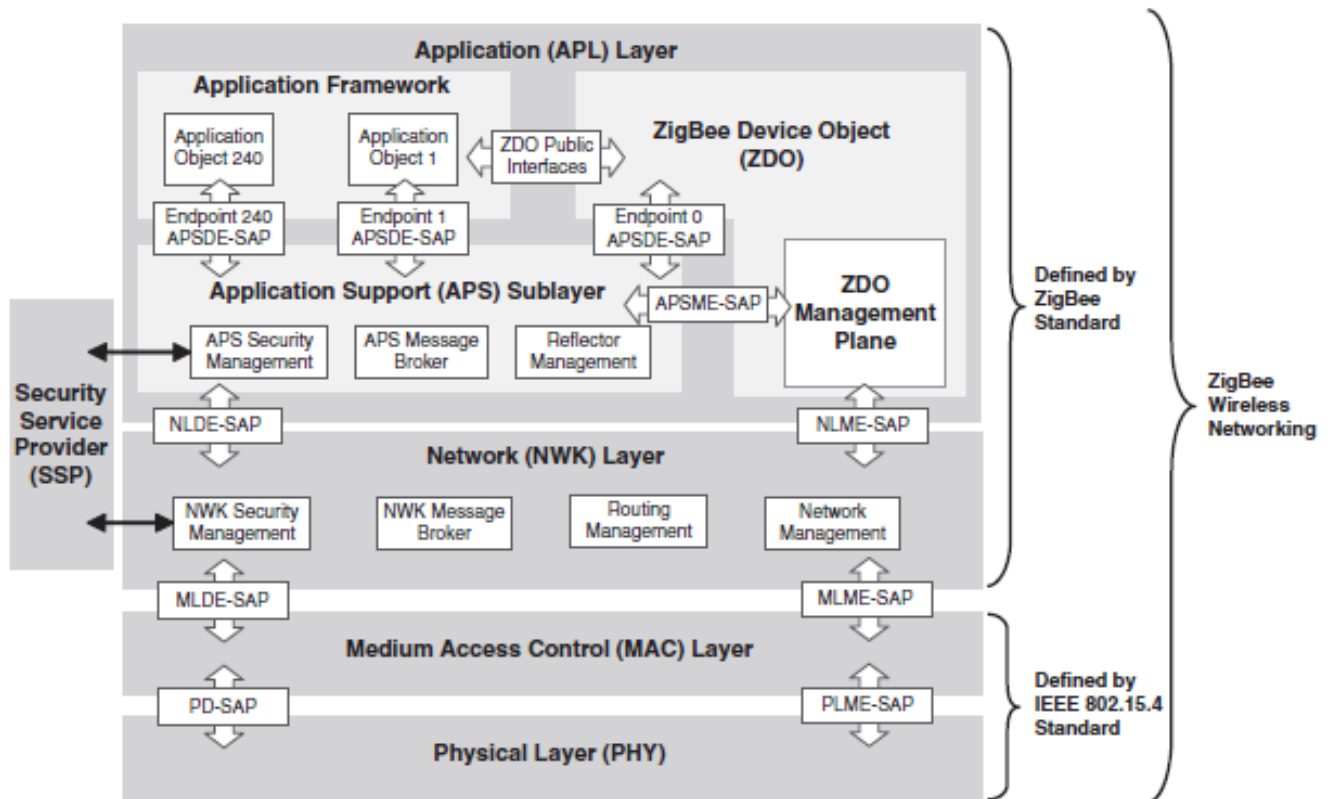 Application (APL) Layer
Application Framework
Application
Object 240
Application
Object 1
ZDO Public
Interfaces
ZigBee Device Object
(ZDO)
Endpoint 240
APSDE-SAP
Endpoint 1
APSDE-SAP
Endpoint 0
APSDE-SAP
Application Support (APS) Sublayer
APSME-SAP
ZDO
Management
Plane
APS Security
Management
APS Message
Broker
Reflector
Management
Security
Service
Provider
(SSP)
NLDE-SAP
NLME-SAP
Network (NWK) Layer
NWK Security
Management
NWK Message
Broker
Routing
Management
Network
Management
MLDE-SAP
MLME-SAP
Medium Access Control (MAC) Layer
PD-SAP
PLME-SAP
Physical Layer (PHY)
Defined by
ZigBee
Standard
Defined by
IEEE 802.15.4
Standard
ZigBee
Wireless
Networking